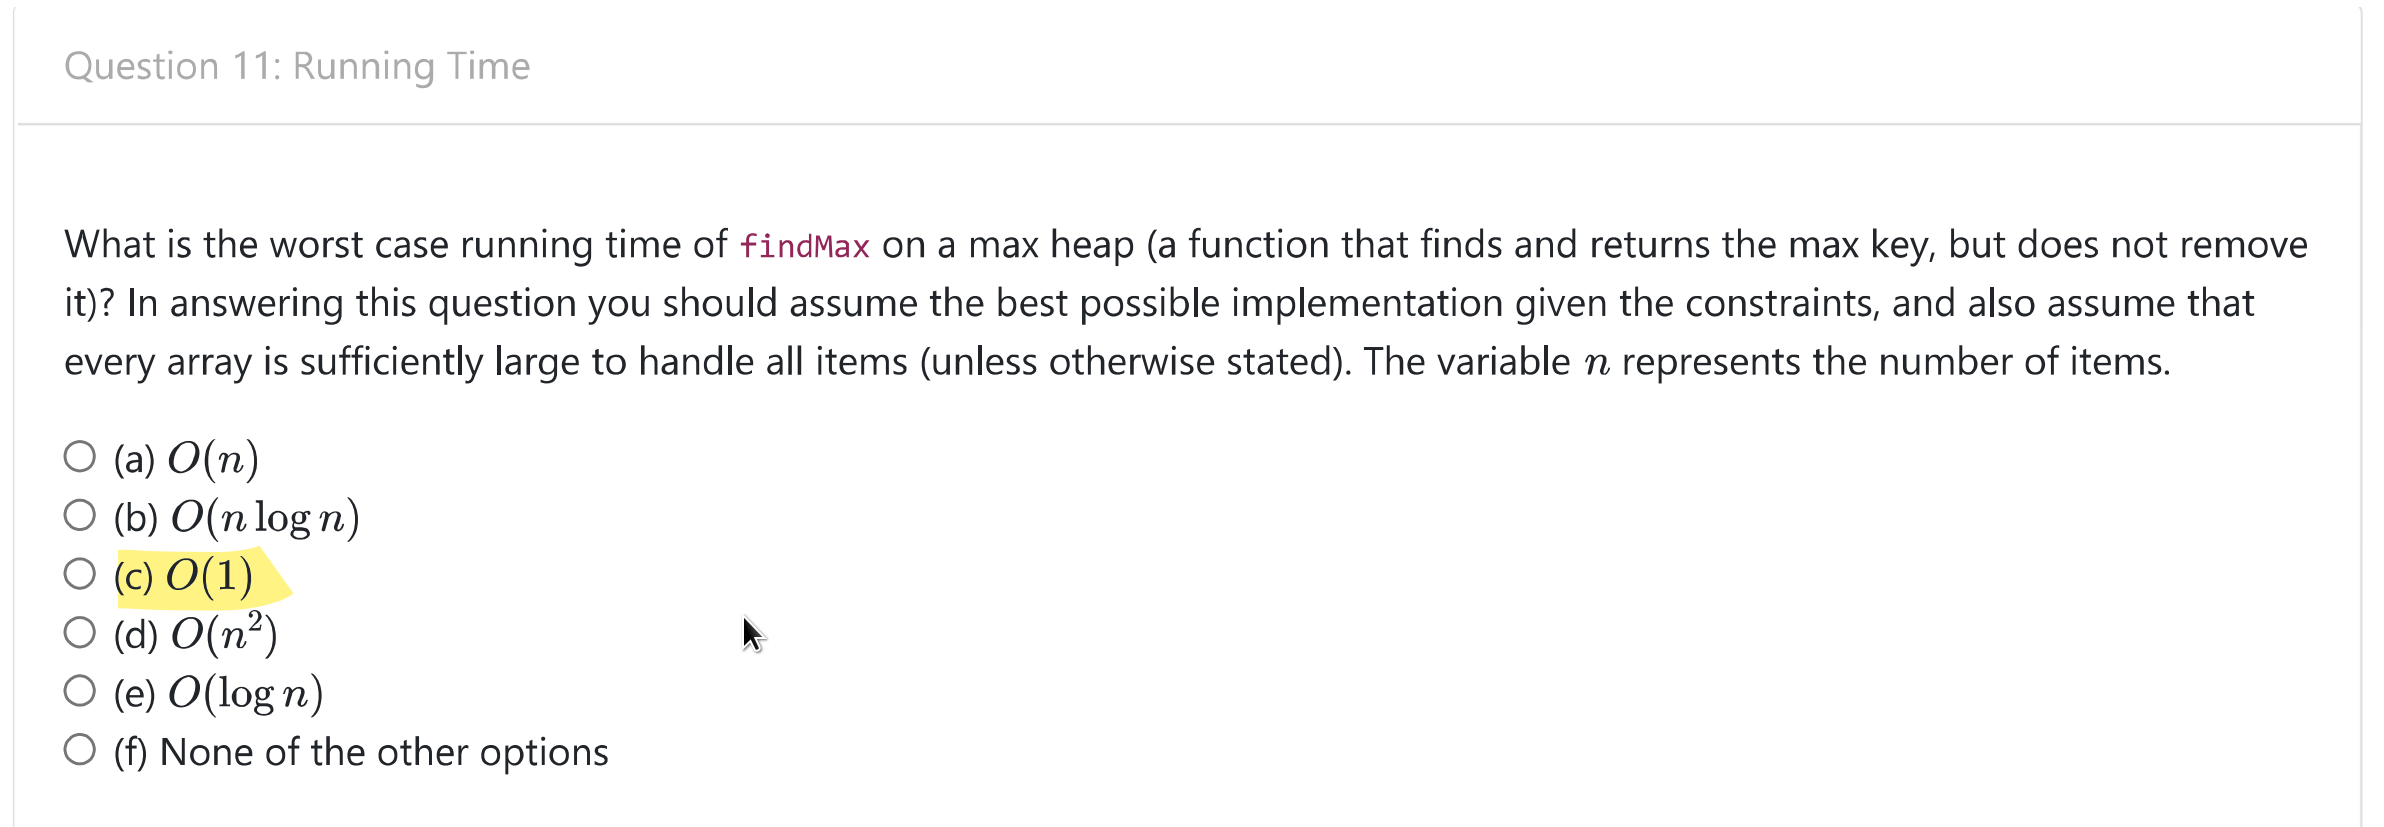 Question 11: Running Time
What is the worst case running time of findMax on a max heap (a function that finds and returns the max key, but does not remove
it)? In answering this question you should assume the best possible implementation given the constraints, and also assume that
every array is sufficiently large to handle all items (unless otherwise stated). The variable n represents the number of items.
(a) O(n)
(b) O(n log n)
(c) O(1)
(d) O(n²)
(e) O(log n)
(f) None of the other options